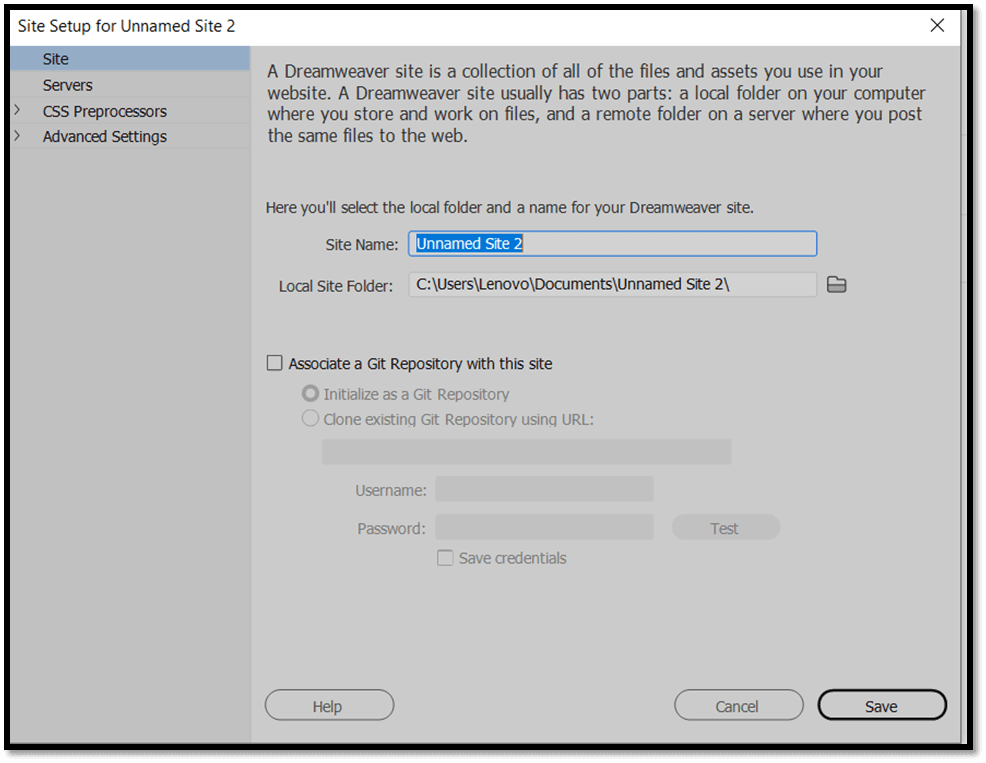 Site Setup for Unnamed Site 2
Site
Servers
CSS Preprocessors
Advanced Settings
A Dreamweaver site is a collection of all of the files and assets you use in your
website. A Dreamweaver site usually has two parts: a local folder on your computer
where you store and work on files, and a remote folder on a server where you post
the same files to the web.
Here you'll select the local folder and a name for your Dreamweaver site.
Site Name: Unnamed Site 2
Local Site Folder: C:\Users\Lenovo\Documents\Unnamed Site 2\
Associate a Git Repository with this site
Initialize as a Git Repository
Clone existing Git Repository using URL:
Username:
Password:
Test
Save credentials
Help
Cancel
Save